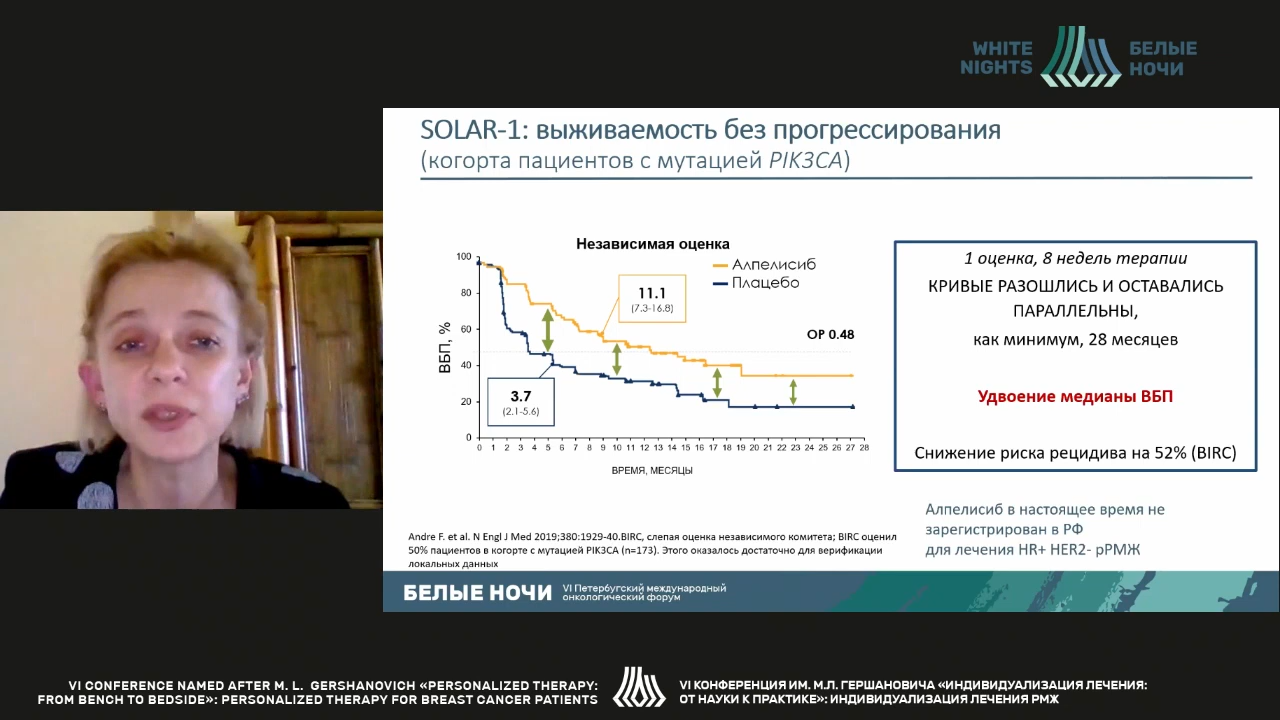 WHITE
NIGHTS
БЕЛЫЕ
НОЧИ
SOLAR-1: выживаемость без прогрессирования
(когорта пациентов с мутацией PIK3CA)
Независимая оценка
Алпелисиб
Плацебо
ОР 0.48
11.1
(7.3-16.8)
3.7
(2.1-5.6)
ВБП, %
100
80
60
40
20
0
0 1 2 3 4 5 6 7 8 9 10 11 12 13 14 15 16 17 18 19 20 21 22 23 24 25 26 27 28
ВРЕМЯ, МЕСЯЦЫ
1 оценка, 8 недель терапии
КРИВЫЕ РАЗОШЛИСЬ И ОСТАВАЛИСЬ
ПАРАЛЛЕЛЬНЫ,
как минимум, 28 месяцев
Удвоение медианы ВБП
Снижение риска рецидива на 52% (BIRC)
Алпелисиб в настоящее время не
зарегистрирован в РФ
для лечения HR+ HER2- рРМЖ
Andre F. et al. N Engl J Med 2019;380:1929-40.BIRC, слепая оценка независимого комитета; BIRC оценил
50% пациентов в когорте с мутацией PIK3CA (n=173). Этого оказалось достаточно для верификации
локальных данных
БЕЛЫЕ НОЧИ
VI Петербугский международный
онкологический форум
VI CONFERENCE NAMED AFTER M. L. GERSHANOVICH «PERSONALIZED THERAPY:
FROM BENCH TO BEDSIDE»: PERSONALIZED THERAPY FOR BREAST CANCER PATIENTS
VI КОНФЕРЕНЦИЯ ИМ. М.Л. ГЕРШАНОВИЧА «ИНДИВИДУАЛИЗАЦИЯ ЛЕЧЕНИЯ:
ОТ НАУКИ К ПРАКТИКЕ»: ИНДИВИДУАЛИЗАЦИЯ ЛЕЧЕНИЯ РМЖ